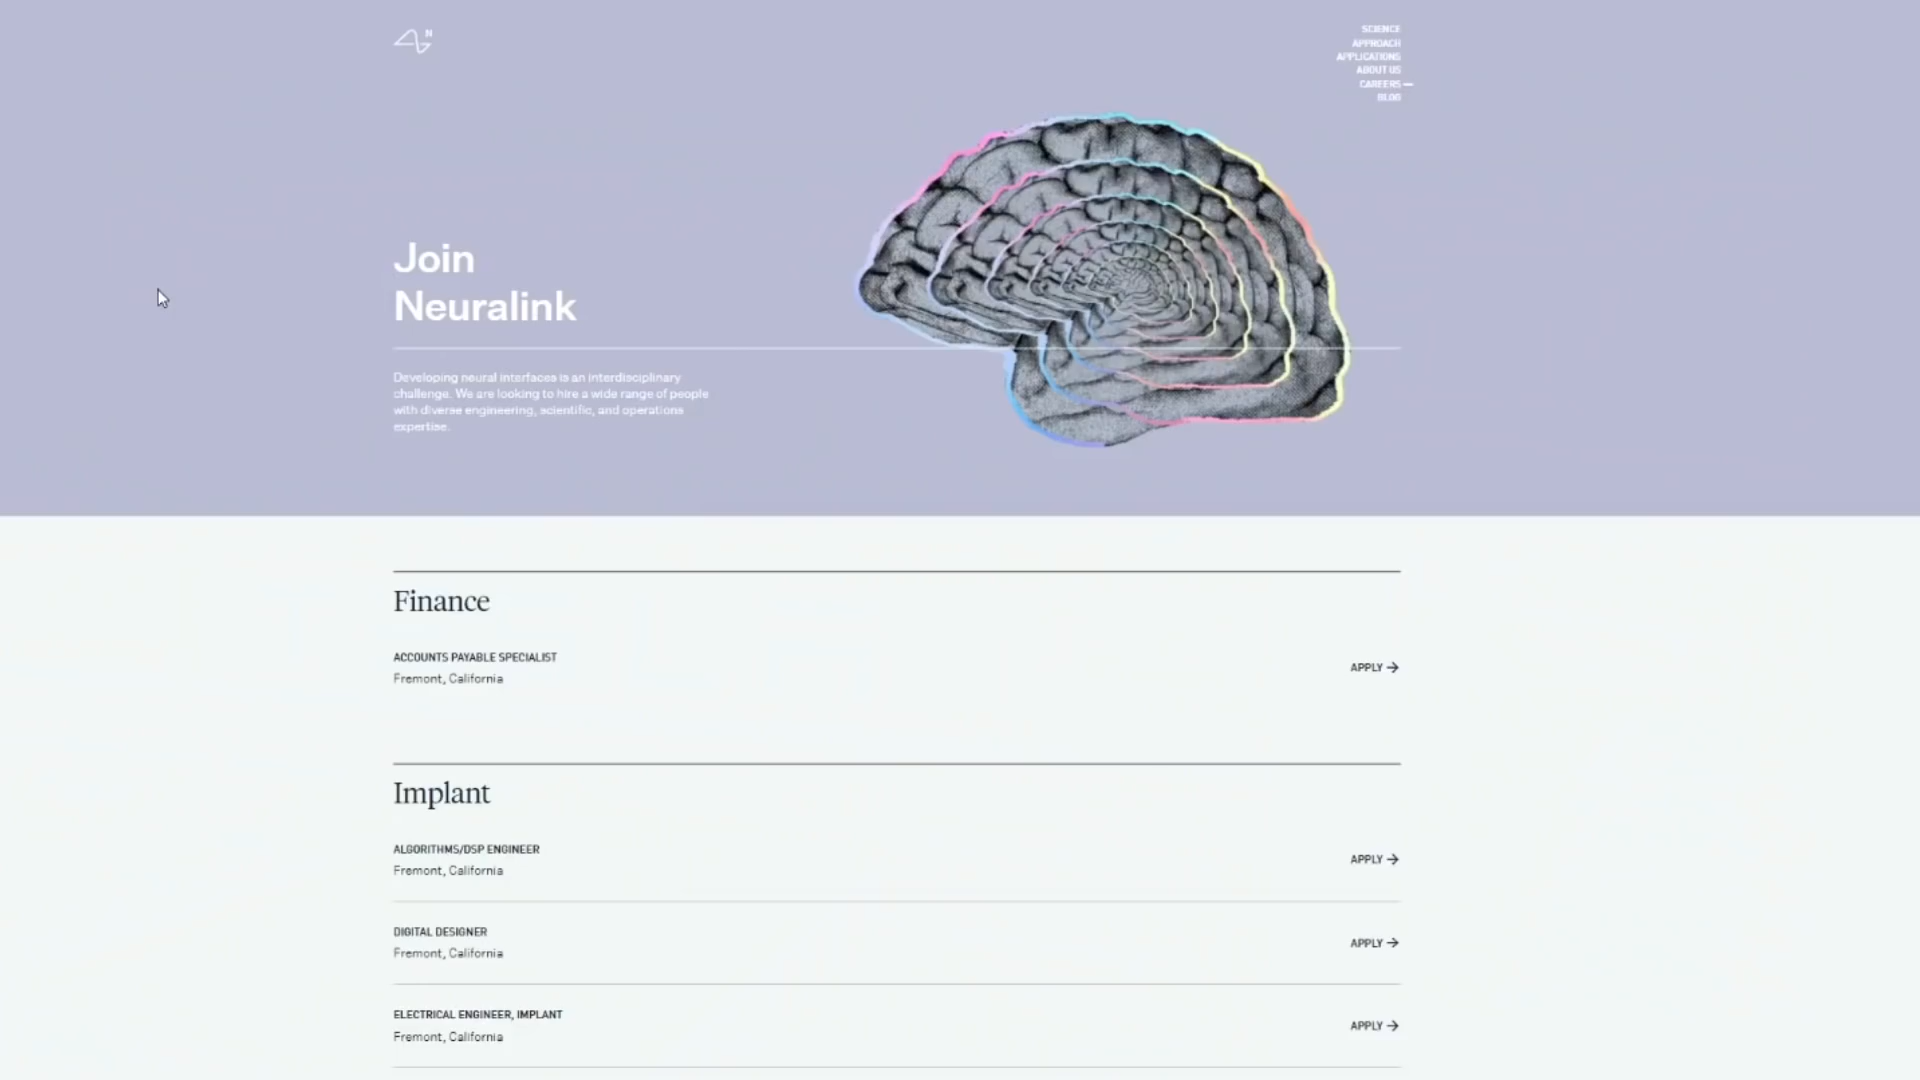 N
SCIENCE
APPROACH
APPLICATIONS
ABOUT US
CAREERS
BLOG
Join
Neuralink
Developing neural interfaces is an interdisciplinary
challenge. We are looking to hire a wide range of people
with diverse engineering, scientific, and operations
expertise.
Finance
ACCOUNTS PAYABLE SPECIALIST
Fremont, California
APPLY →
Implant
ALGORITHMS/DSP ENGINEER
Fremont, California
APPLY →
DIGITAL DESIGNER
Fremont, California
APPLY →
ELECTRICAL ENGINEER, IMPLANT
Fremont, California
APPLY →